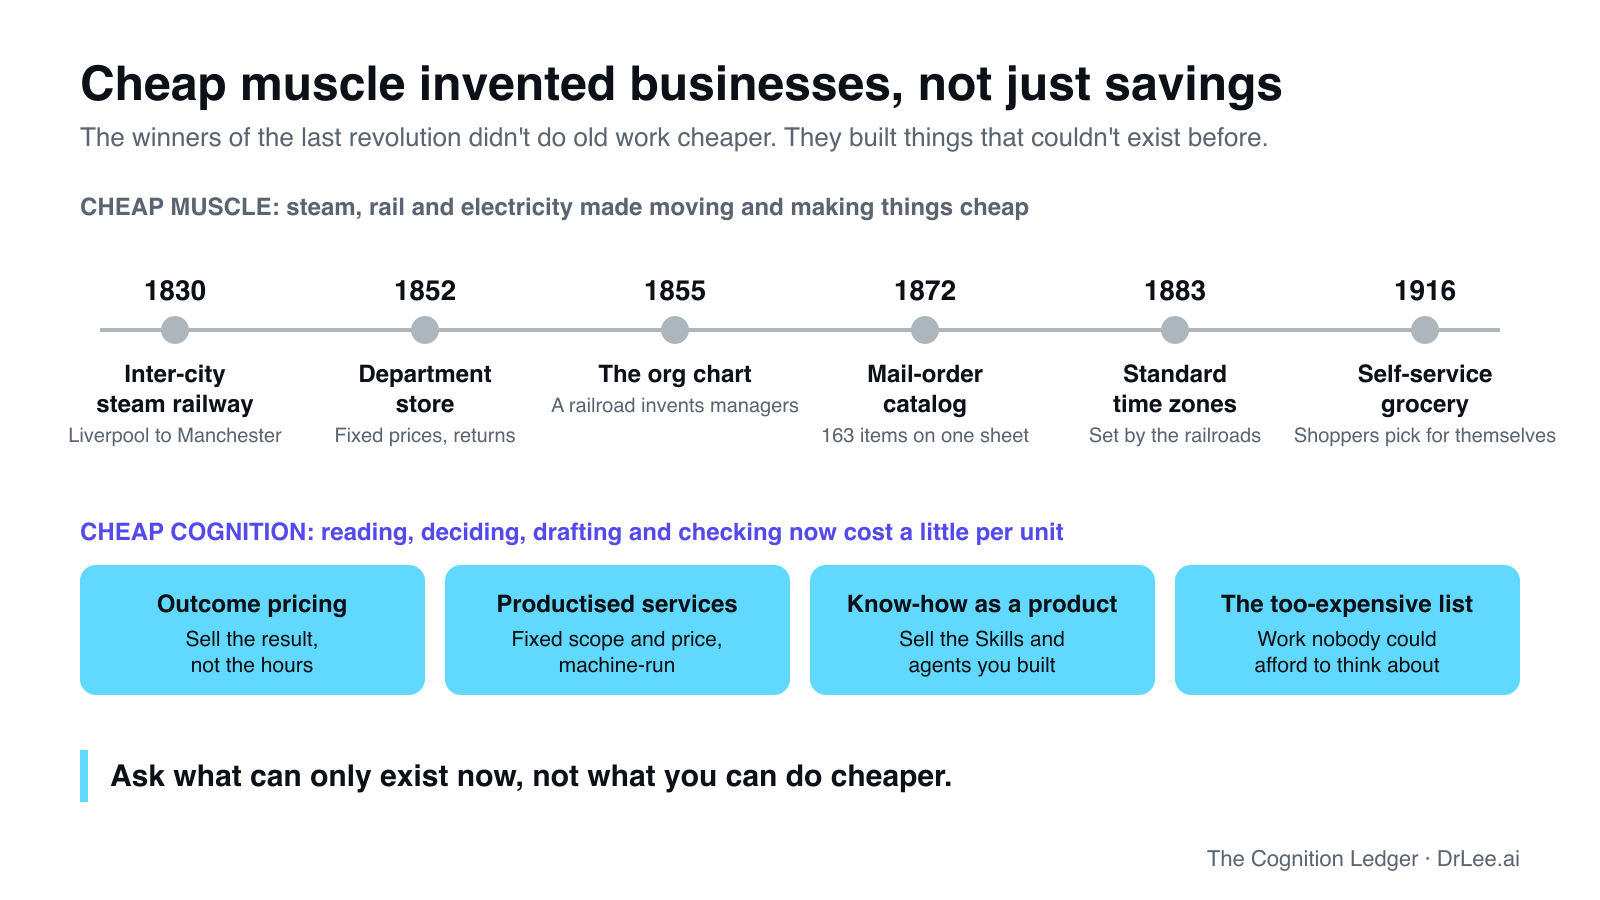 Cheap muscle invented businesses, not just savings
The winners of the last revolution didn't do old work cheaper. They built things that couldn't exist before.
CHEAP MUSCLE: steam, rail and electricity made moving and making things cheap
1830
Inter-city
steam railway
Liverpool to Manchester
1852
Department
store
Fixed prices, returns
1855
The org chart
A railroad invents managers
1872
Mail-order
catalog
163 items on one sheet
1883
Standard
time zones
Set by the railroads
1916
Self-service
grocery
Shoppers pick for themselves
CHEAP COGNITION: reading, deciding, drafting and checking now cost a little per unit
Outcome pricing
Sell the result,
not the hours
Productised services
Fixed scope and price,
machine-run
Know-how as a product
Sell the Skills and
agents you built
The too-expensive list
Work nobody could
afford to think about
Ask what can only exist now, not what you can do cheaper.
The Cognition Ledger · DrLee.ai